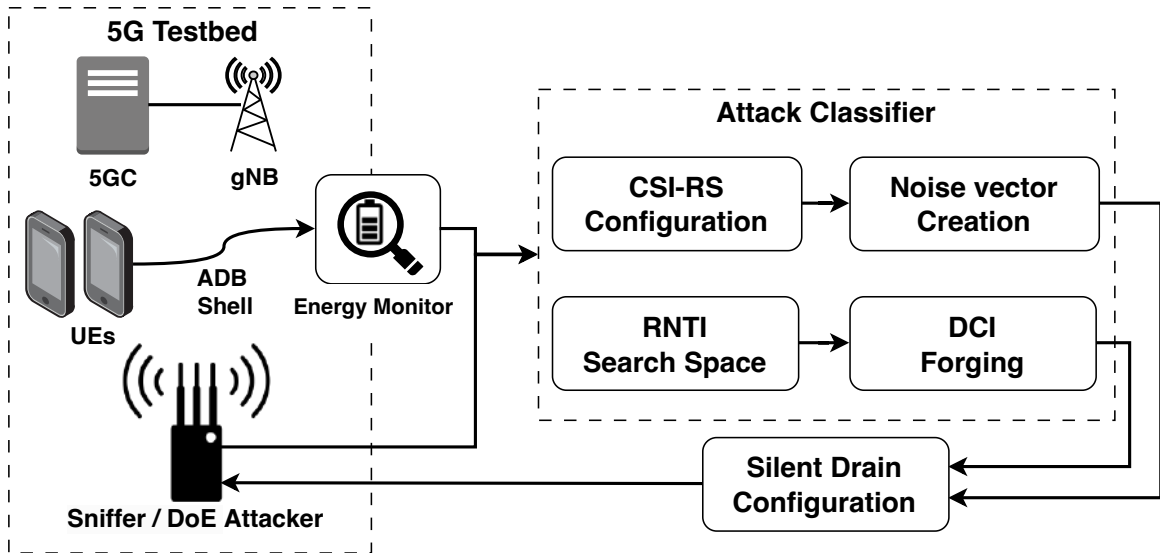 5G Testbed
5GC
gNB
UEs
ADB
Shell
Energy Monitor
Sniffer / DoE Attacker
Attack Classifier
CSI-RS
Configuration
Noise vector
Creation
RNTI
Search Space
DCI
Forging
Silent Drain
Configuration